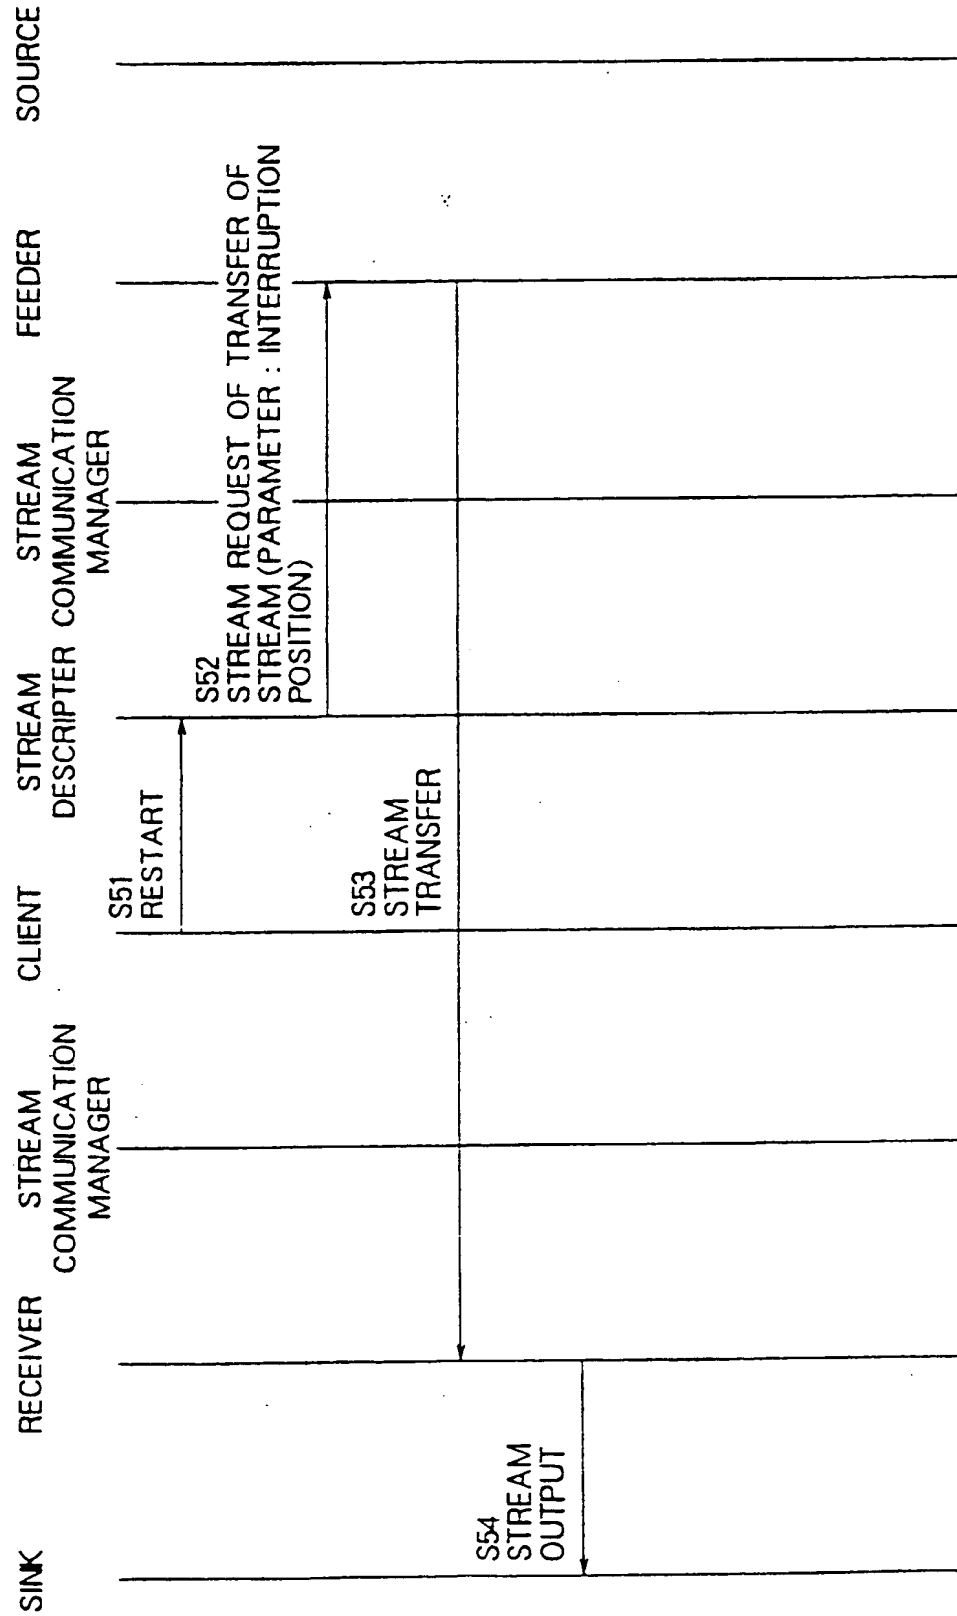 SINK
RECEIVER
STREAM
COMMUNICATION
MANAGER
CLIENT
STREAM
DESCRIPTER
STREAM
COMMUNICATION
MANAGER
FEEDER
SOURCE
S51
RESTART
S52
STREAM REQUEST OF TRANSFER OF
STREAM (PARAMETER : INTERRUPTION
POSITION)
S53
STREAM
TRANSFER
S54
STREAM
OUTPUT